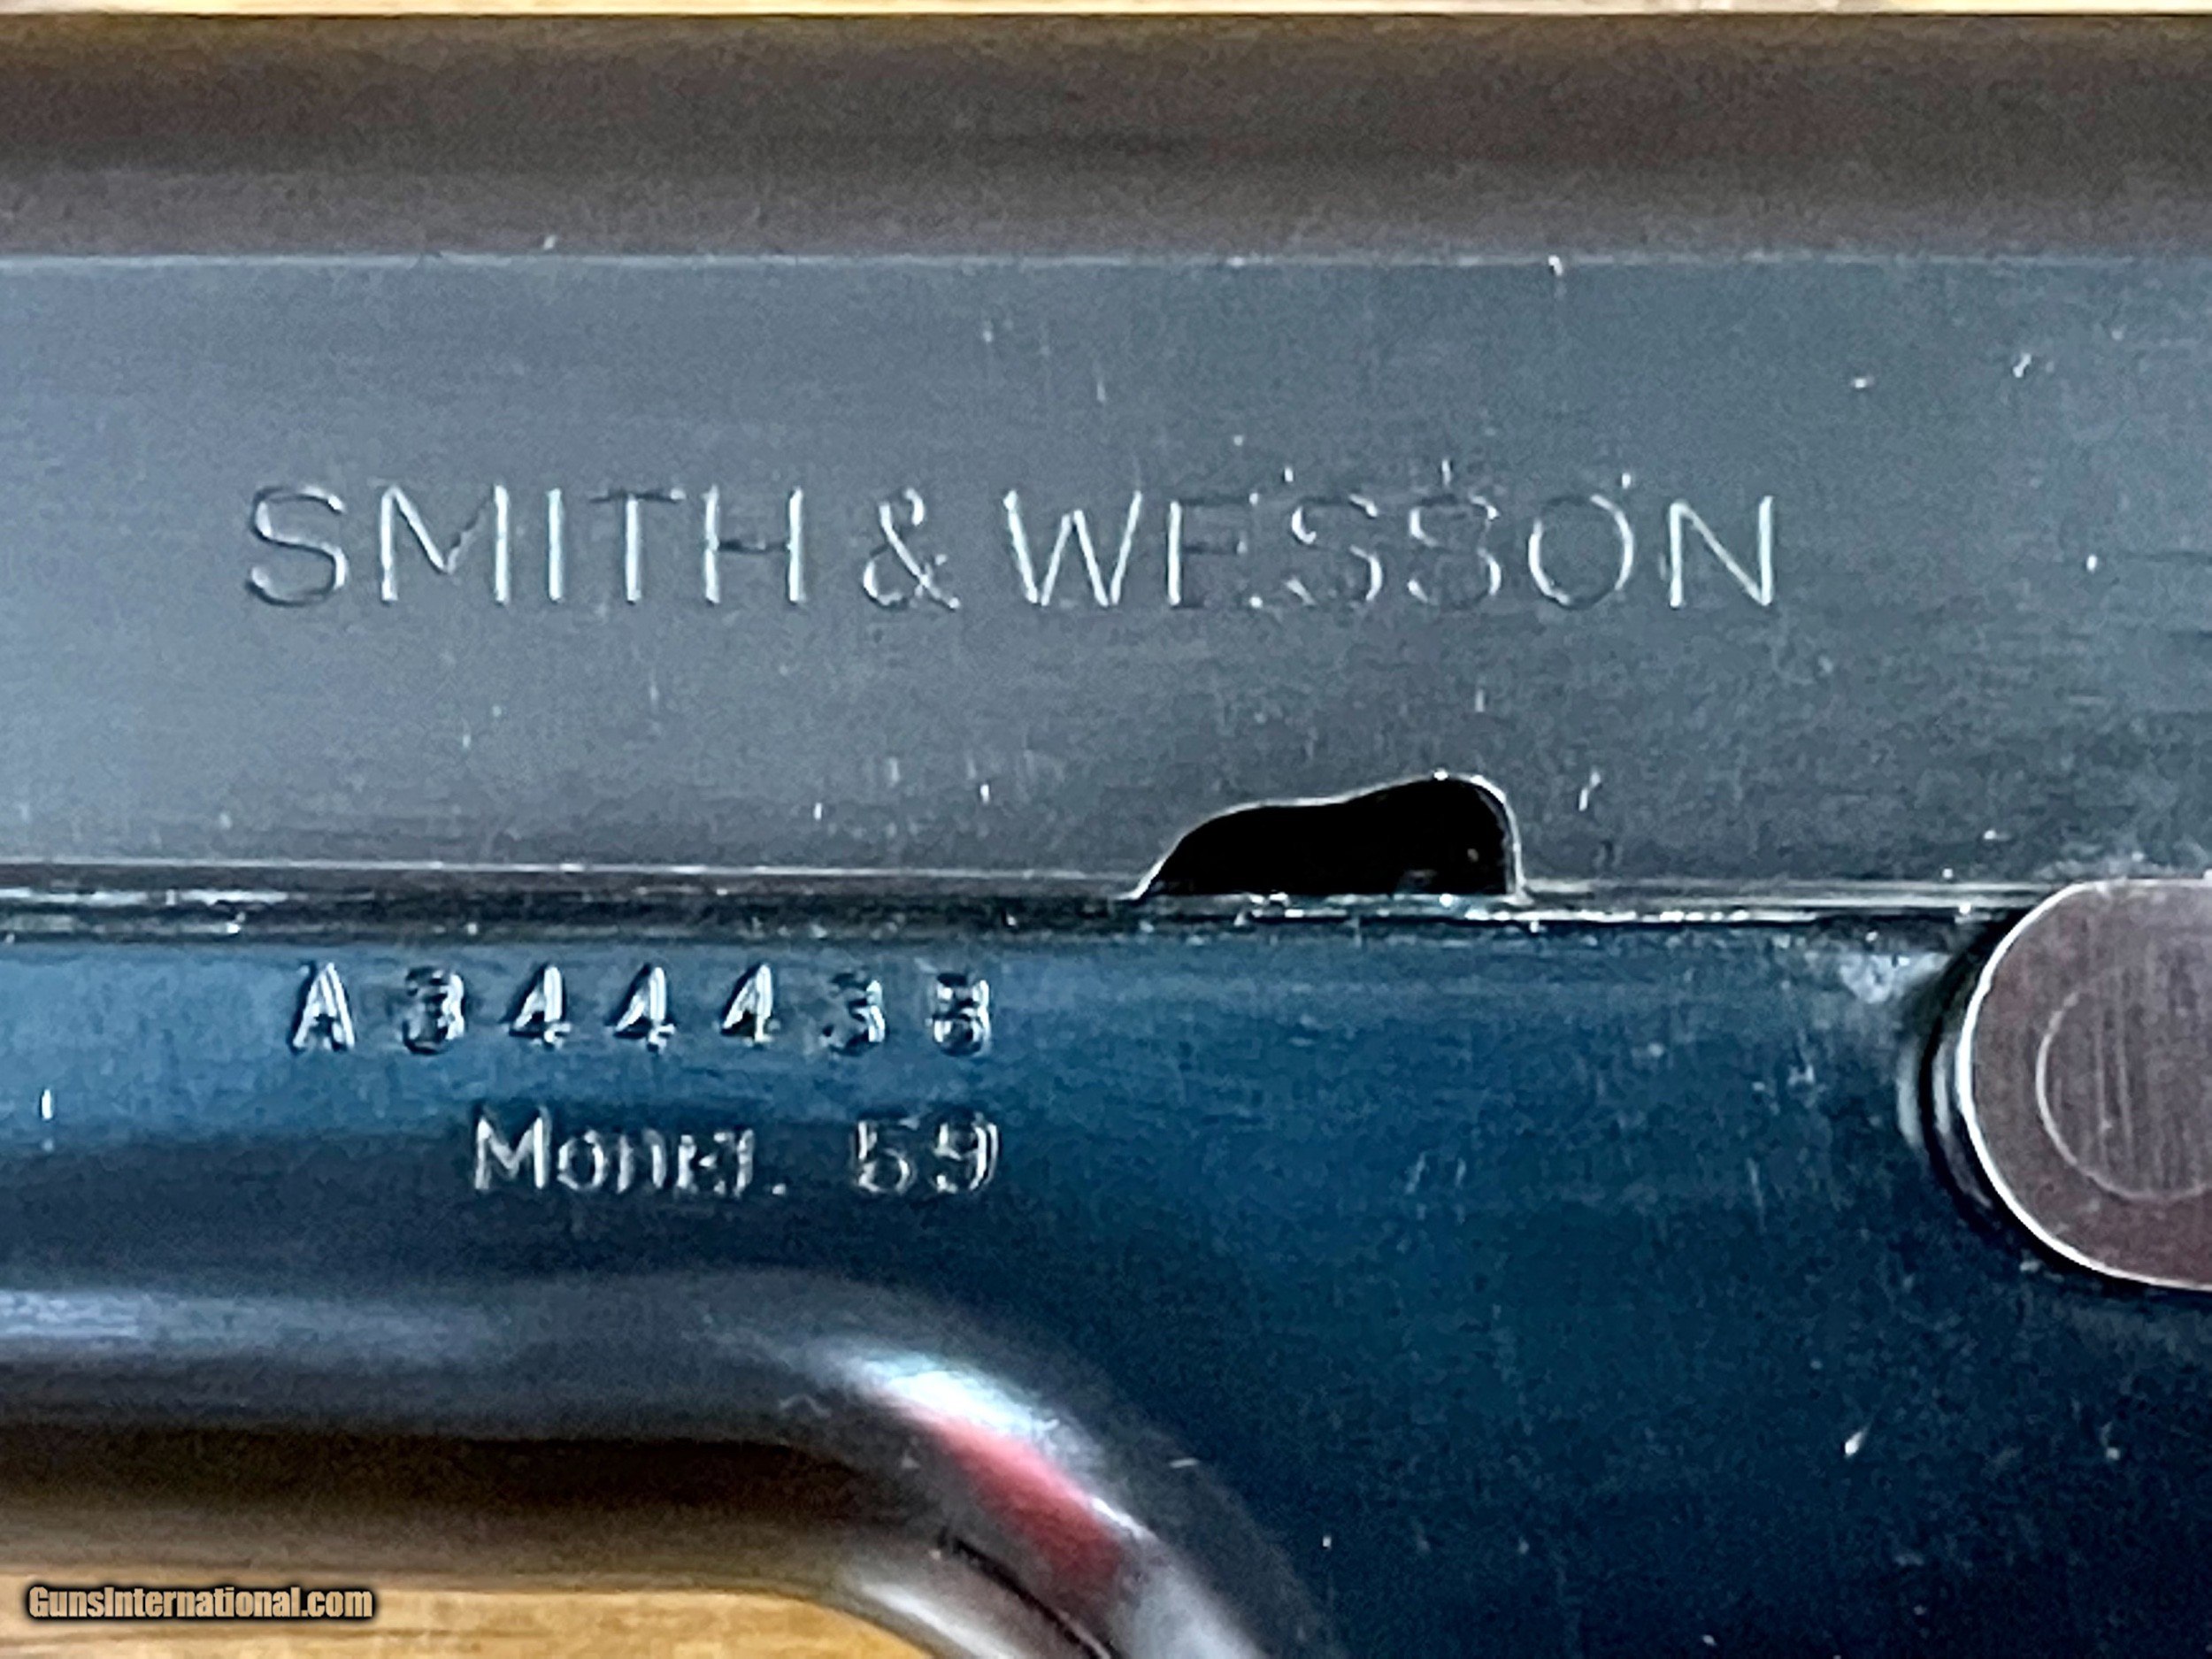 SMITH & WESSON
A344438
MODEL 59
GunsInternational.com